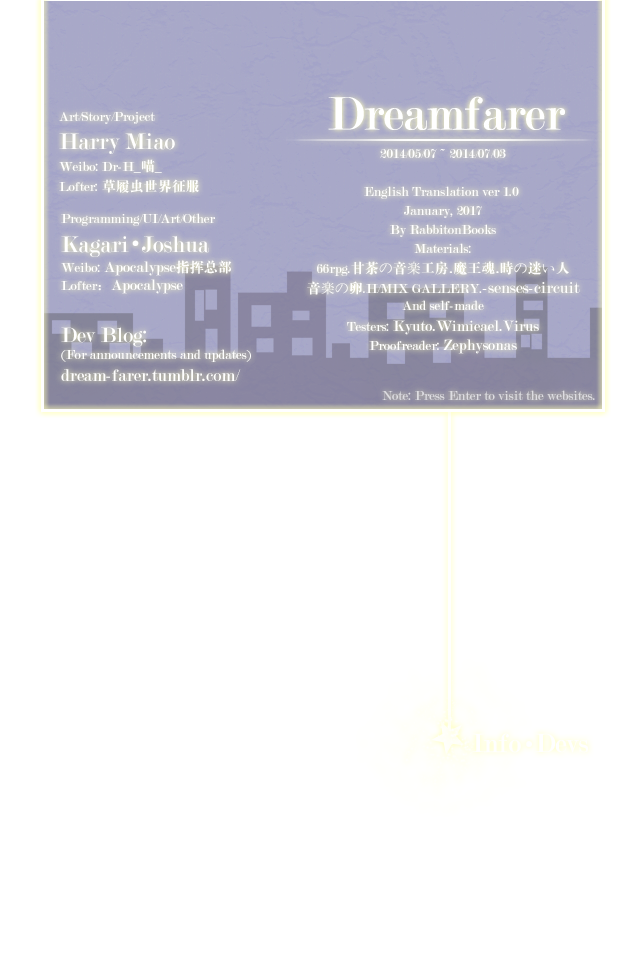 Art/Story/Project
Harry Miao
Weibo: Dr-H_喵_
Lofter: 草履虫世界征服
Programming/UI/Art/Other
Kagari•Joshua
Weibo: Apocalypse指挥总部
Lofter: Apocalypse
Dev Blog:
(For announcements and updates)
dream-farer.tumblr.com/
Dreamfarer
2014/05/07 ~ 2014/07/03
English Translation ver 1.0
January, 2017
By RabbitonBooks
Materials:
66rpg.甘茶の音楽工房.魔王魂.時の迷い人
音楽の卵.H/MIX GALLERY.-senses-circuit
And self-made
Testers: Kyuto.Wimieael.Virus
Proofreader: Zephysonas
Note: Press Enter to visit the websites.